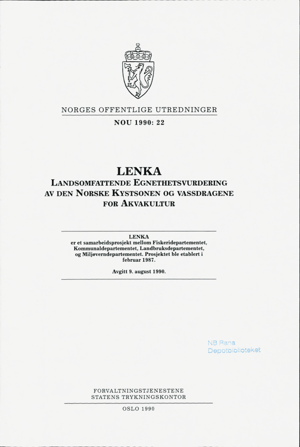 NORGES OFFENTLIGE UTREDNINGER
NOU 1990: 22
LENKA
LANDSOMFATTENDE EGNETHETSVURDERING
AV DEN NORSKE KYSTSONEN OG VASSDRAGENE
FOR AKVAKULTUR
LENKA
er et samarbeidsprosjekt mellom Fiskeridepartementet,
Kommunaldepartementet, Landbruksdepartementet,
og Miljøverndepartementet. Prosjektet ble etablert i
februar 1987.
Avgitt 9. august 1990.
NB Rana
Depotbiblioteket
FORVALTNINGSTJENESTENE
STATENS TRYKNINGSKONTOR
OSLO 1990